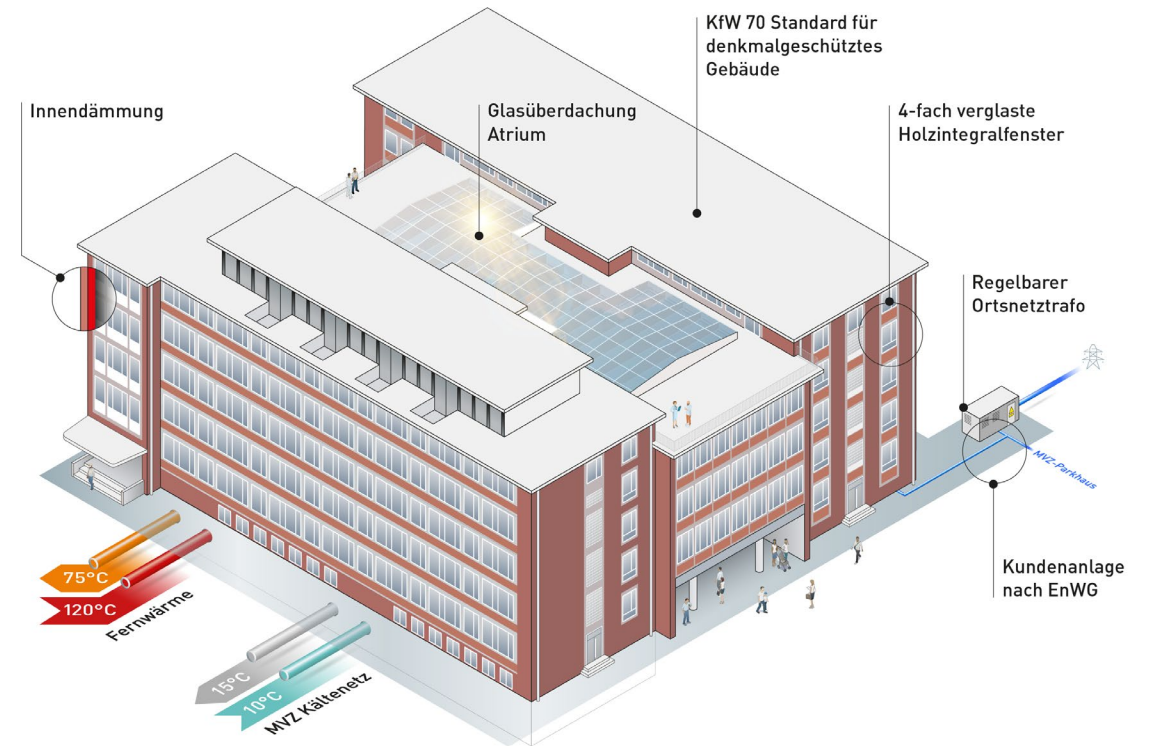 KfW 70 Standard für
denkmalgeschütztes
Gebäude
Innendämmung
Glasüberdachung
Atrium
4-fach verglaste
Holzintegralfenster
Regelbarer
Ortsnetztrafo
MVZ-Parkhaus
Kundenanlage
nach EnWG
75°C
120°C
Fernwärme
15°C
10°C
MVZ Kältenetz